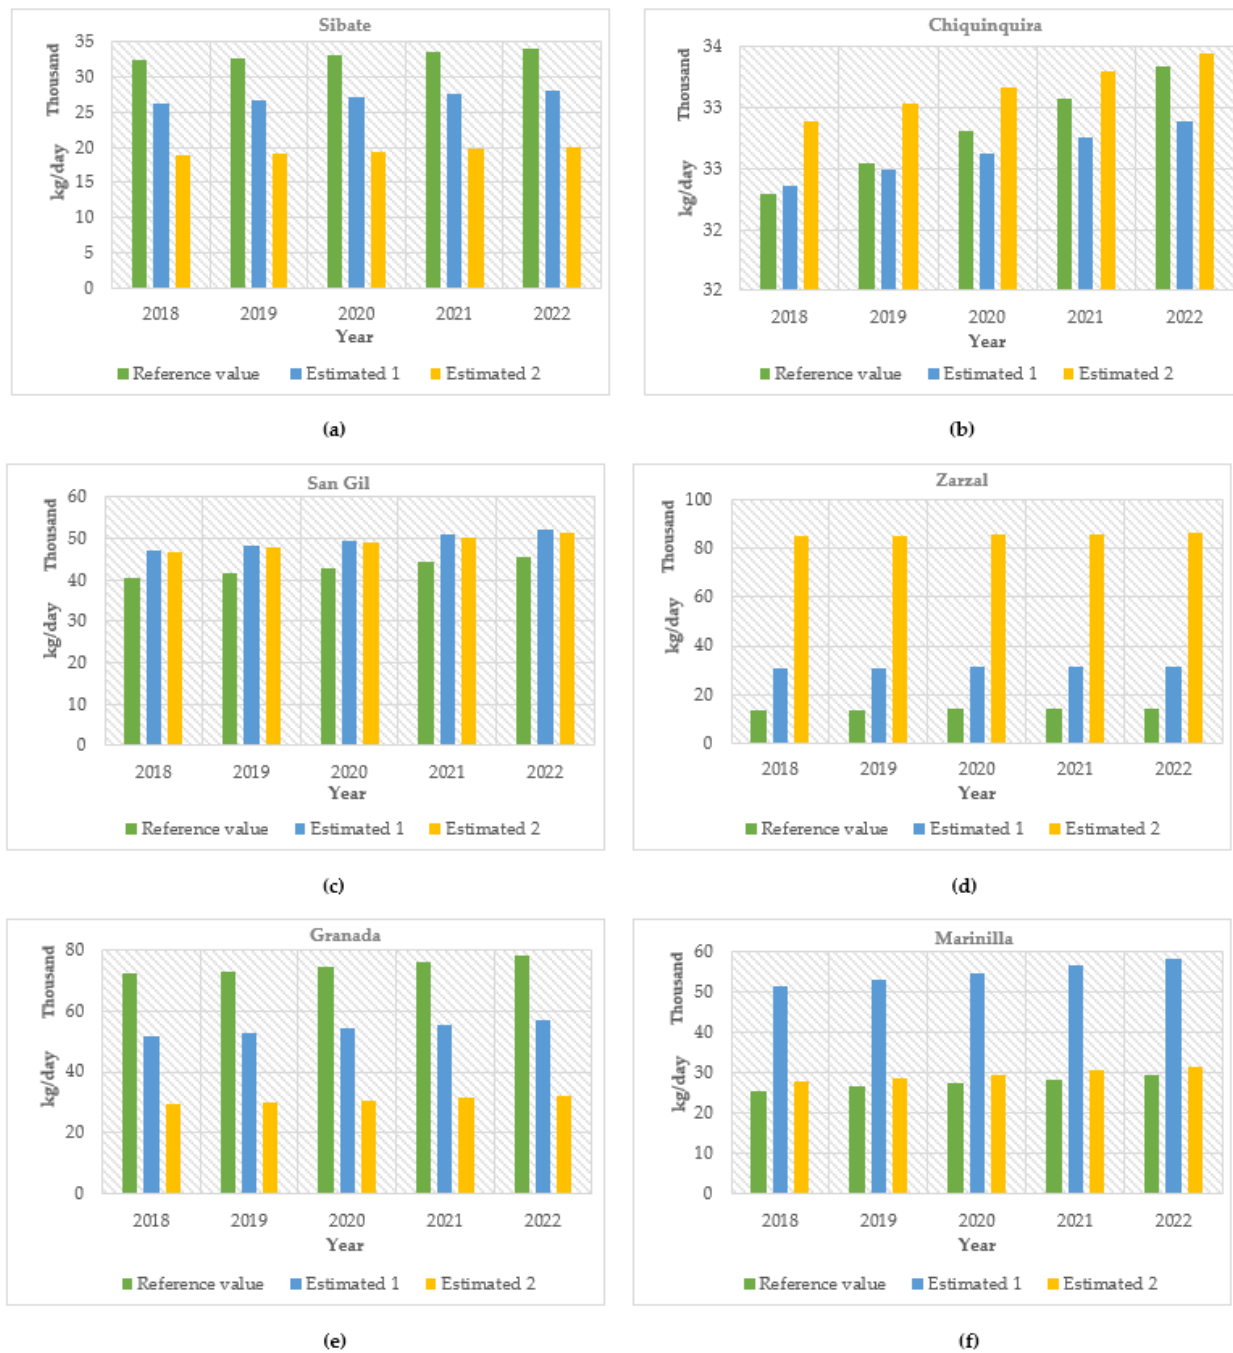 Sibate
Thousand
kg/day
35
30
25
20
15
10
5
0
2018 2019 2020 2021 2022
Year
Reference value Estimated 1 Estimated 2
(a)
Chiquinquira
Thousand
kg/day
34
33
33
32
32
2018 2019 2020 2021 2022
Year
Reference value Estimated 1 Estimated 2
(b)
San Gil
Thousand
kg/day
60
50
40
30
20
10
0
2018 2019 2020 2021 2022
Year
Reference value Estimated 1 Estimated 2
(c)
Zarzal
Thousand
kg/day
100
80
60
40
20
0
2018 2019 2020 2021 2022
Year
Reference value Estimated 1 Estimated 2
(d)
Granada
Thousand
kg/day
80
60
40
20
0
2018 2019 2020 2021 2022
Year
Reference value Estimated 1 Estimated 2
(e)
Marinilla
Thousand
kg/day
60
50
40
30
20
10
0
2018 2019 2020 2021 2022
Year
Reference value Estimated 1 Estimated 2
(f)